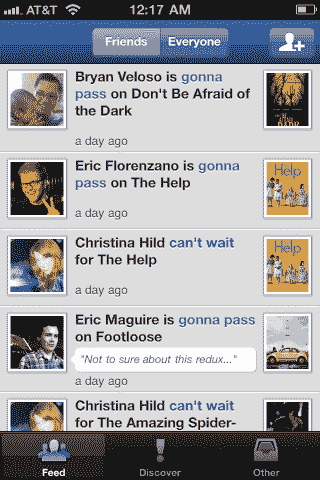 AT&T 12:17 AM
Friends Everyone
Bryan Veloso is gonna
pass on Don't Be Afraid of
the Dark
a day ago
Eric Florenzano is gonna
pass on The Help
a day ago
Help
Christina Hild can't wait
for The Help
a day ago
Help
Eric Maguire is gonna pass
on Footloose
"Not to sure about this redux..."
a day ago
Christina Hild can't wait
for The Amazing Spider-
Feed Discover Other